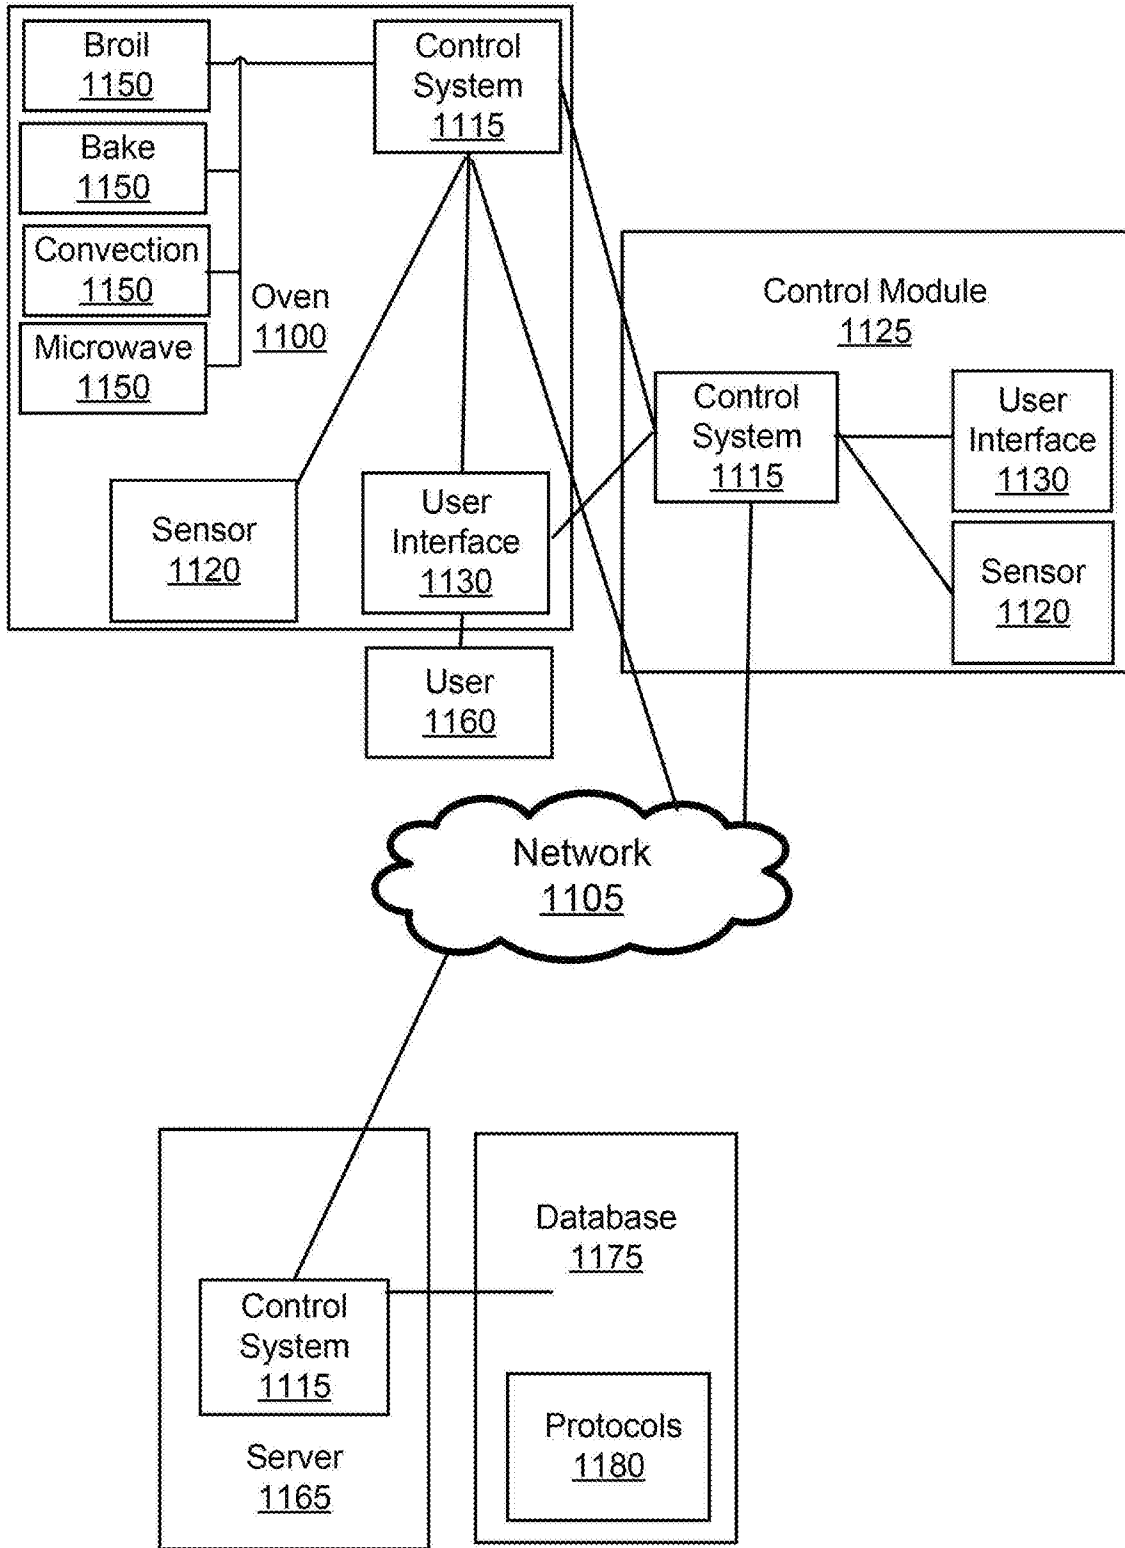 Broil
1150
Bake
1150
Convection
1150
Microwave
1150
Oven
1100
Control
System
1115
Sensor
1120
User
Interface
1130
User
1160
Control Module
1125
Control
System
1115
User
Interface
1130
Sensor
1120
Network
1105
Control
System
1115
Server
1165
Database
1175
Protocols
1180